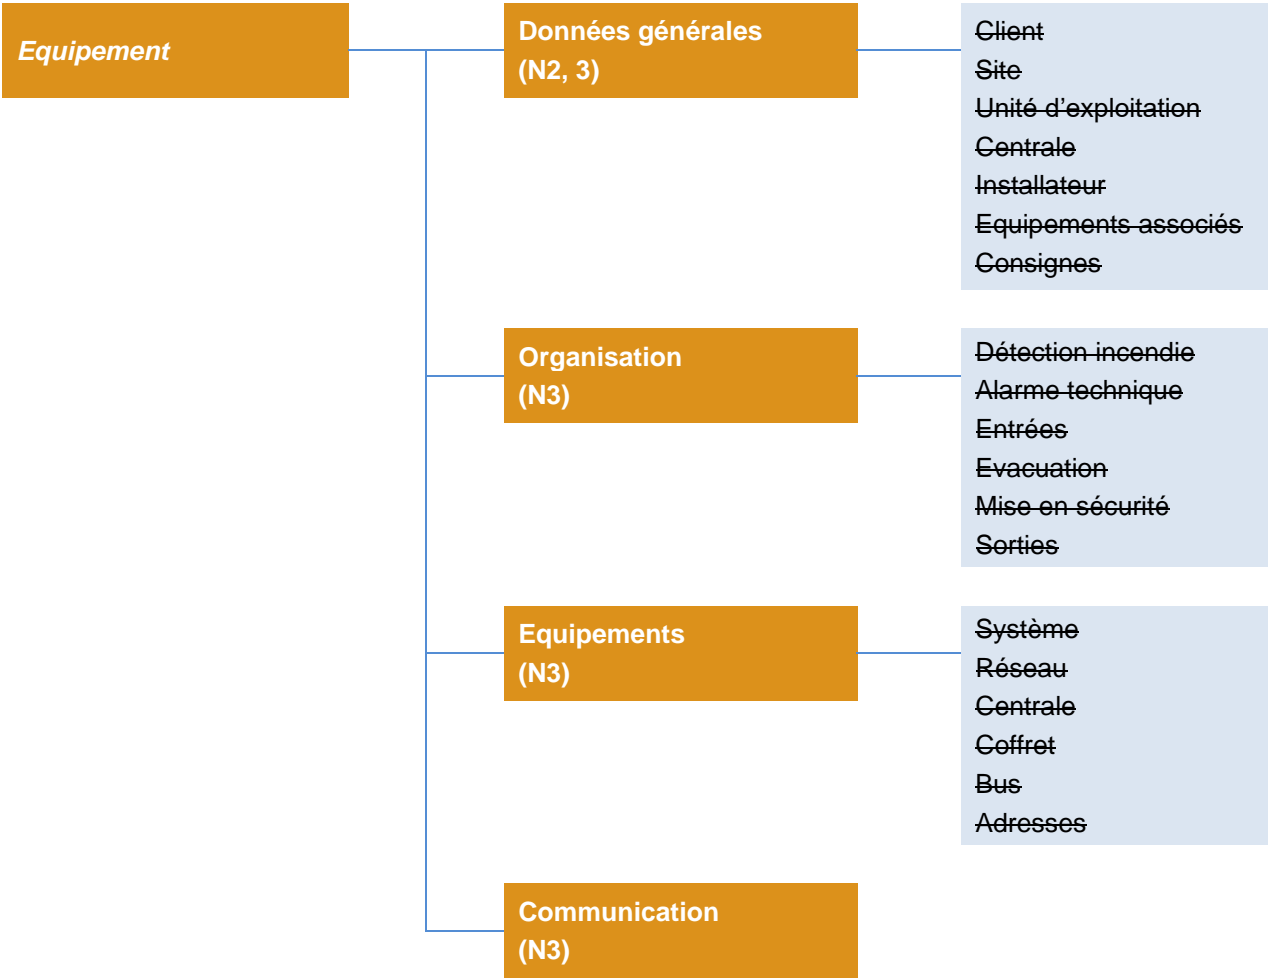 Equipement
Données générales
(N2, 3)
Client
Site
Unité d'exploitation
Centrale
Installateur
Equipements associés
Consignes
Organisation
(N3)
Détection incendie
Alarme technique
Entrées
Evacuation
Mise en sécurité
Sorties
Equipements
(N3)
Système
Réseau
Centrale
Coffret
Bus
Adresses
Communication
(N3)